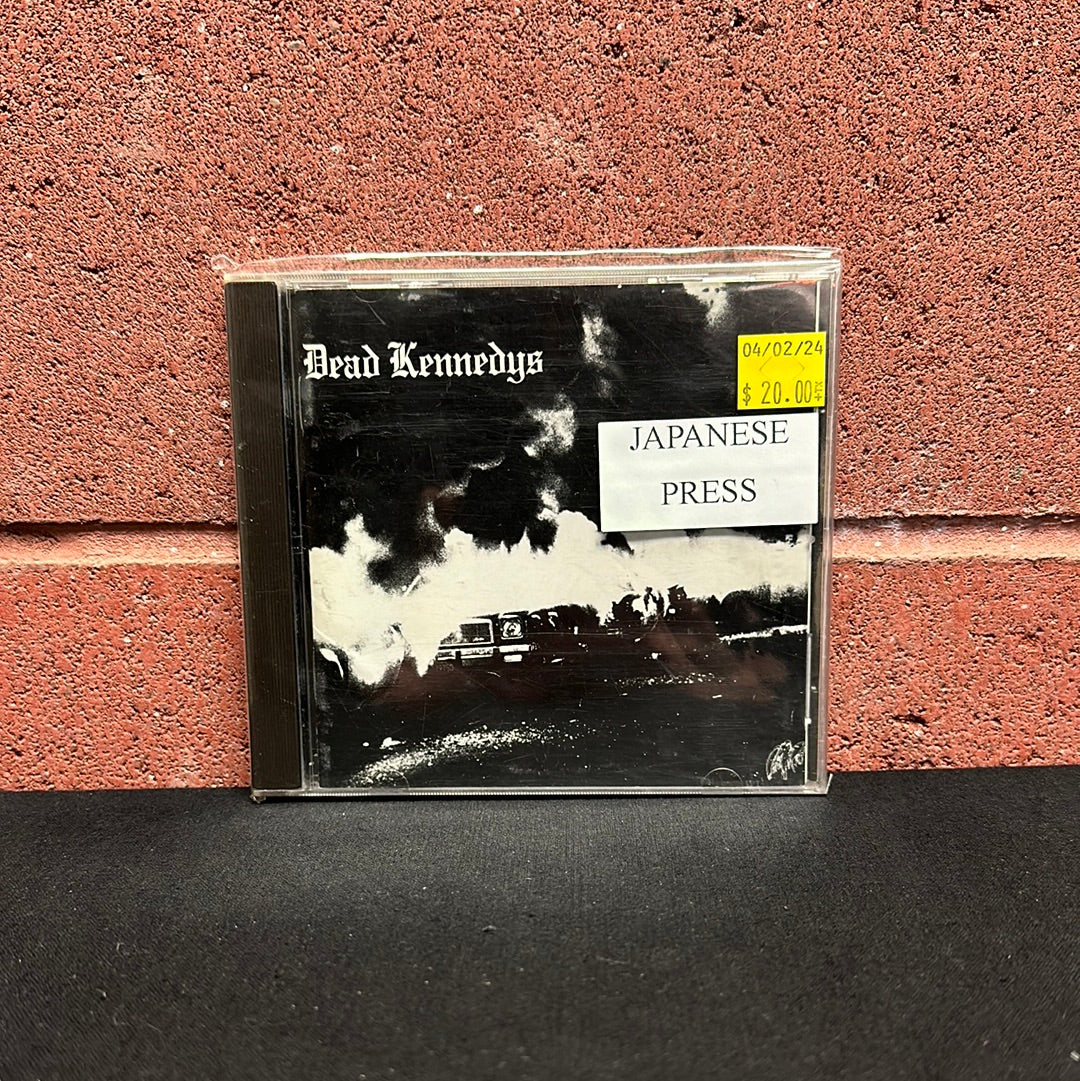 Dead Kennedys
04/02/24
$ 20.00
JAPANESE
PRESS